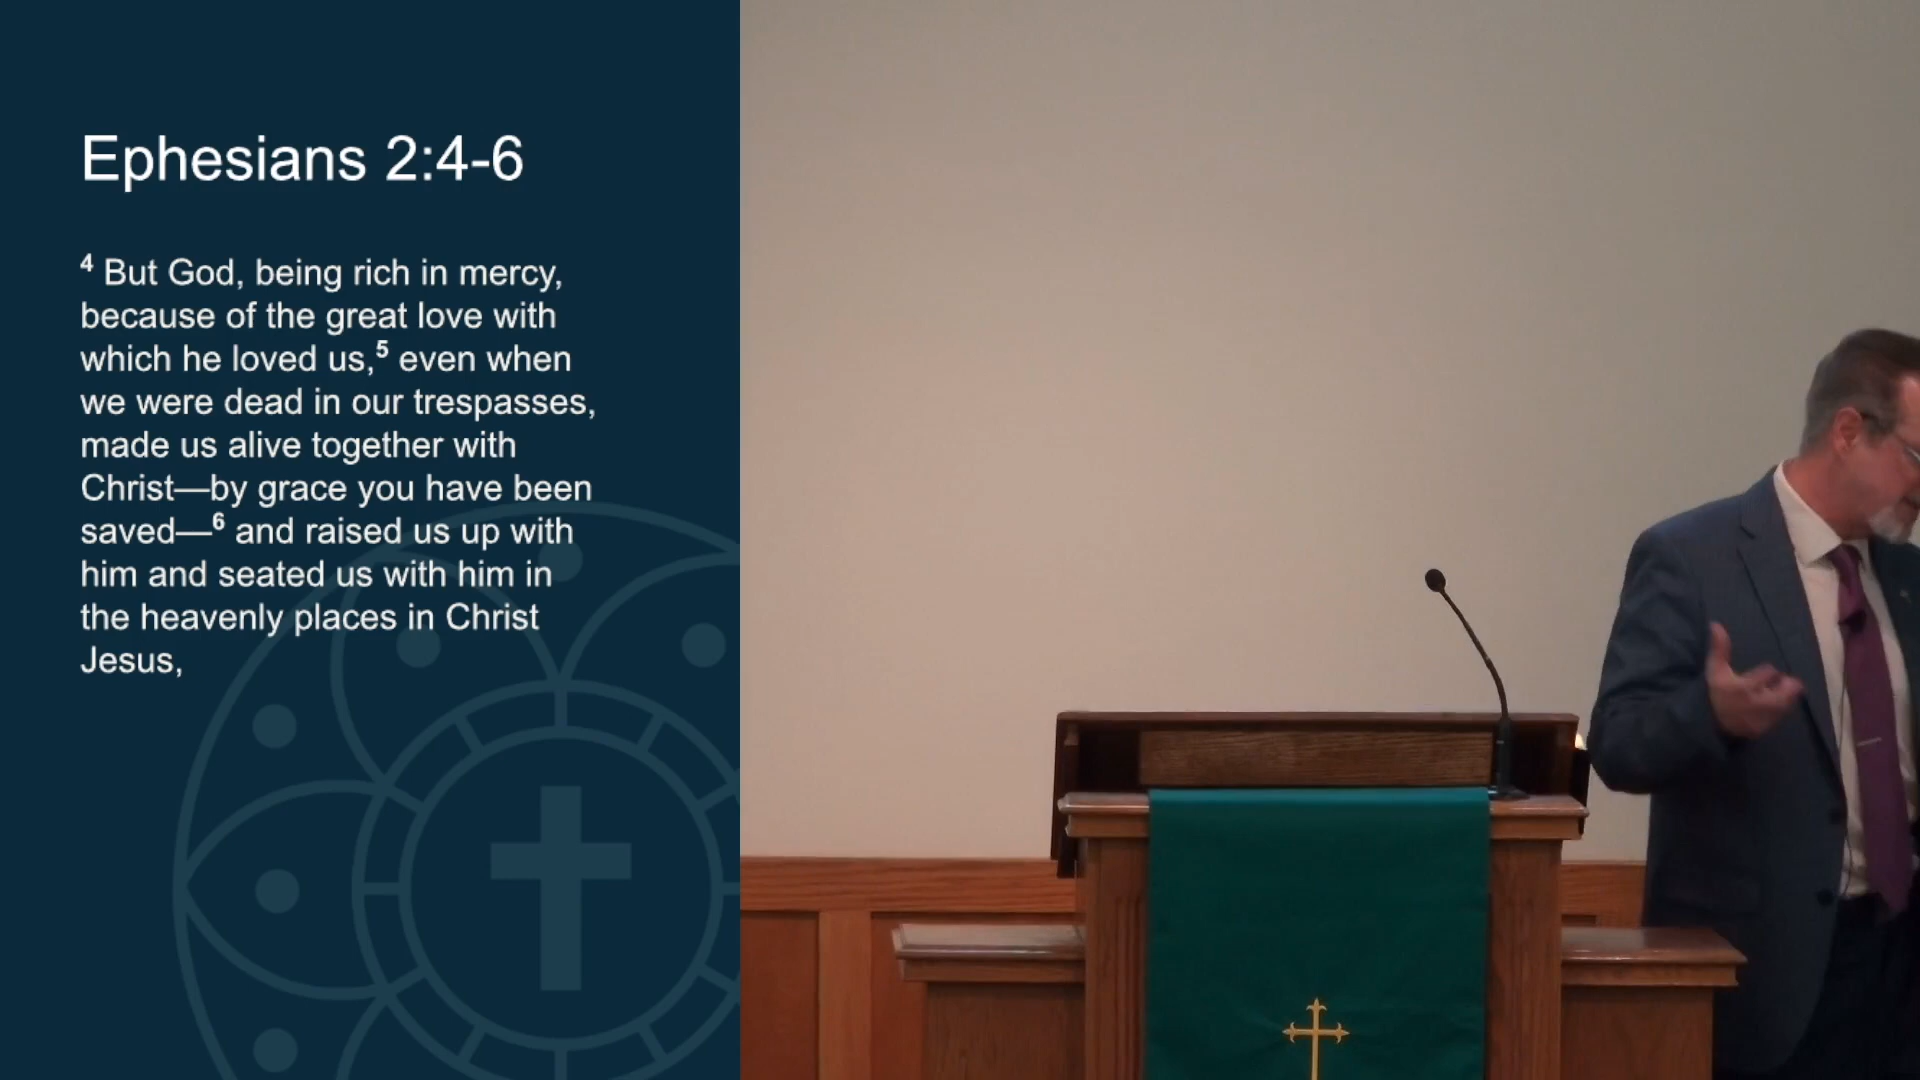 Ephesians 2:4-6
4 But God, being rich in mercy,
because of the great love with
which he loved us,5 even when
we were dead in our trespasses,
made us alive together with
Christ—by grace you have been
saved—6 and raised us up with
him and seated us with him in
the heavenly places in Christ
Jesus,